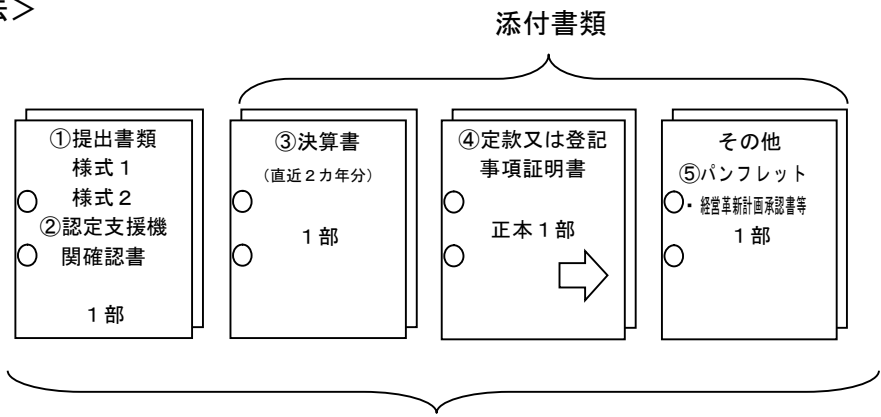 法＞
添付書類
①提出書類
様式１
様式２
②認定支援機
関確認書
１部
③決算書
（直近２カ年分）
１部
④定款又は登記
事項証明書
正本１部
その他
⑤パンフレット
・経営革新計画承認書等
１部